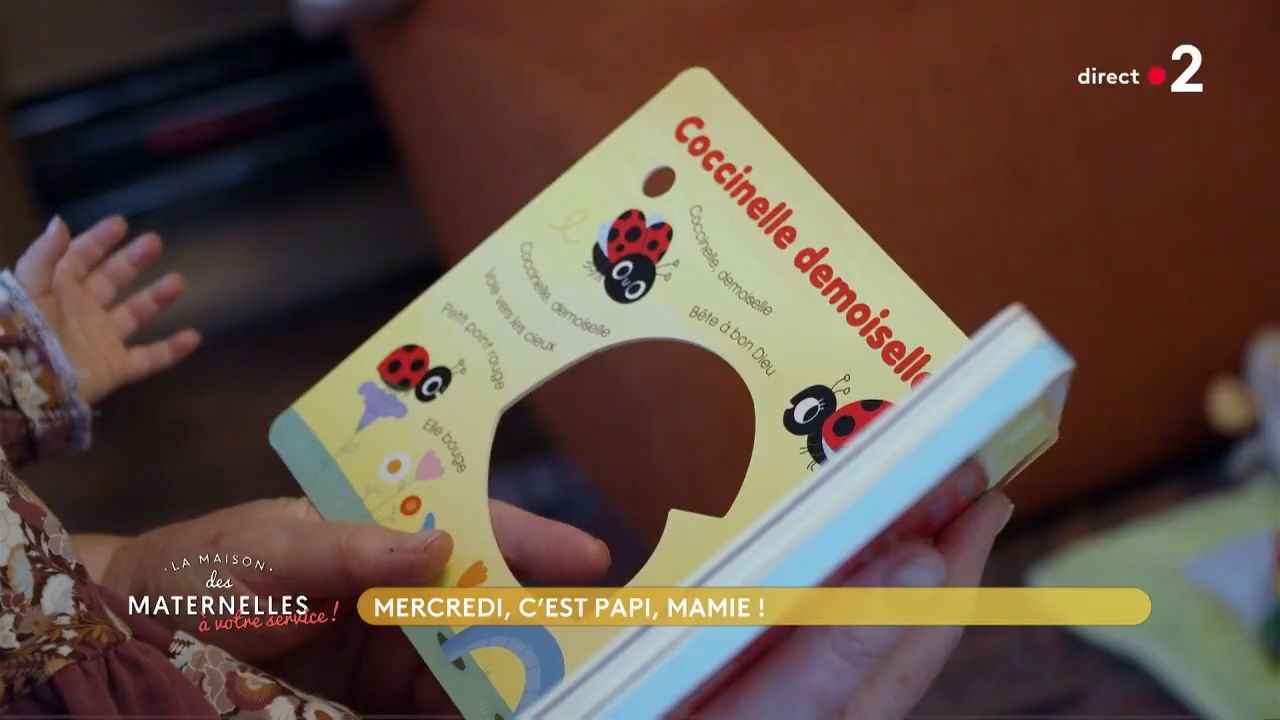 direct 2
Coccinelle demoiselle
Coccinelle, demoiselle
Bête à bon Dieu
Coccinelle, demoiselle
Vole vers les cieux
Petit point rouge
Elle bouge
·LA MAISON·
des
MATERNELLES
à votre service !
MERCREDI, C'EST PAPI, MAMIE !